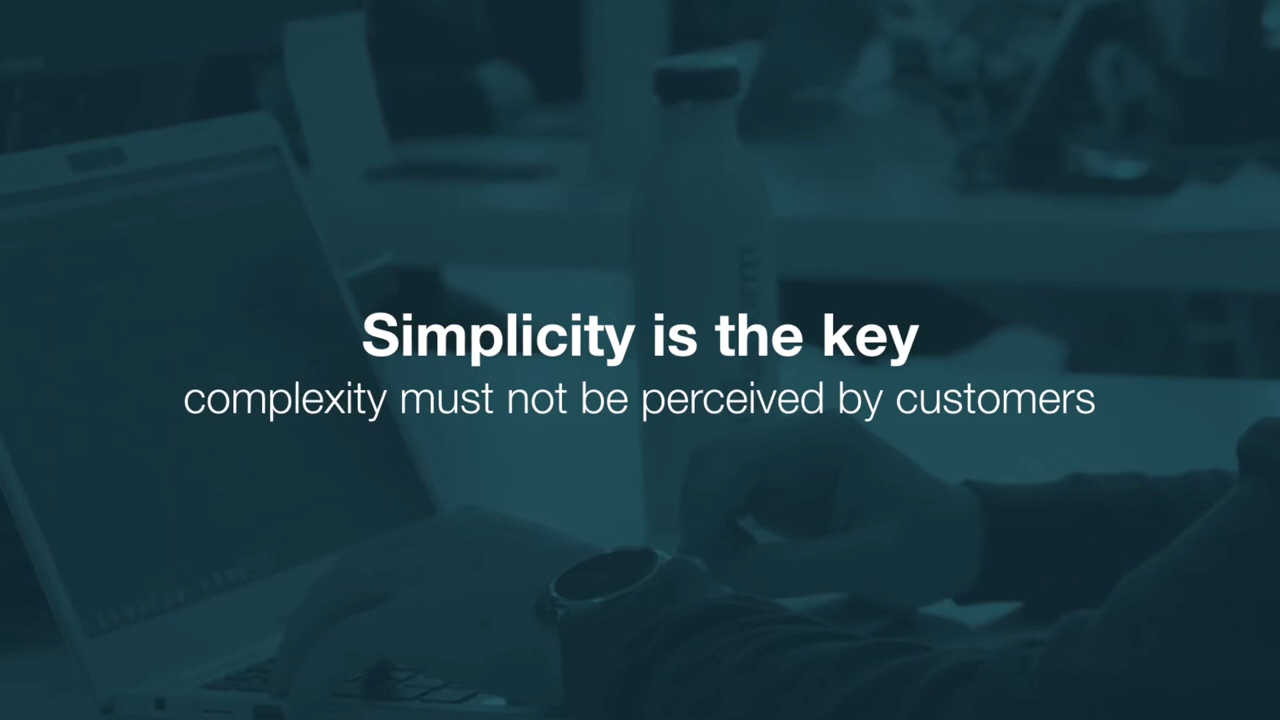 Simplicity is the key
complexity must not be perceived by customers